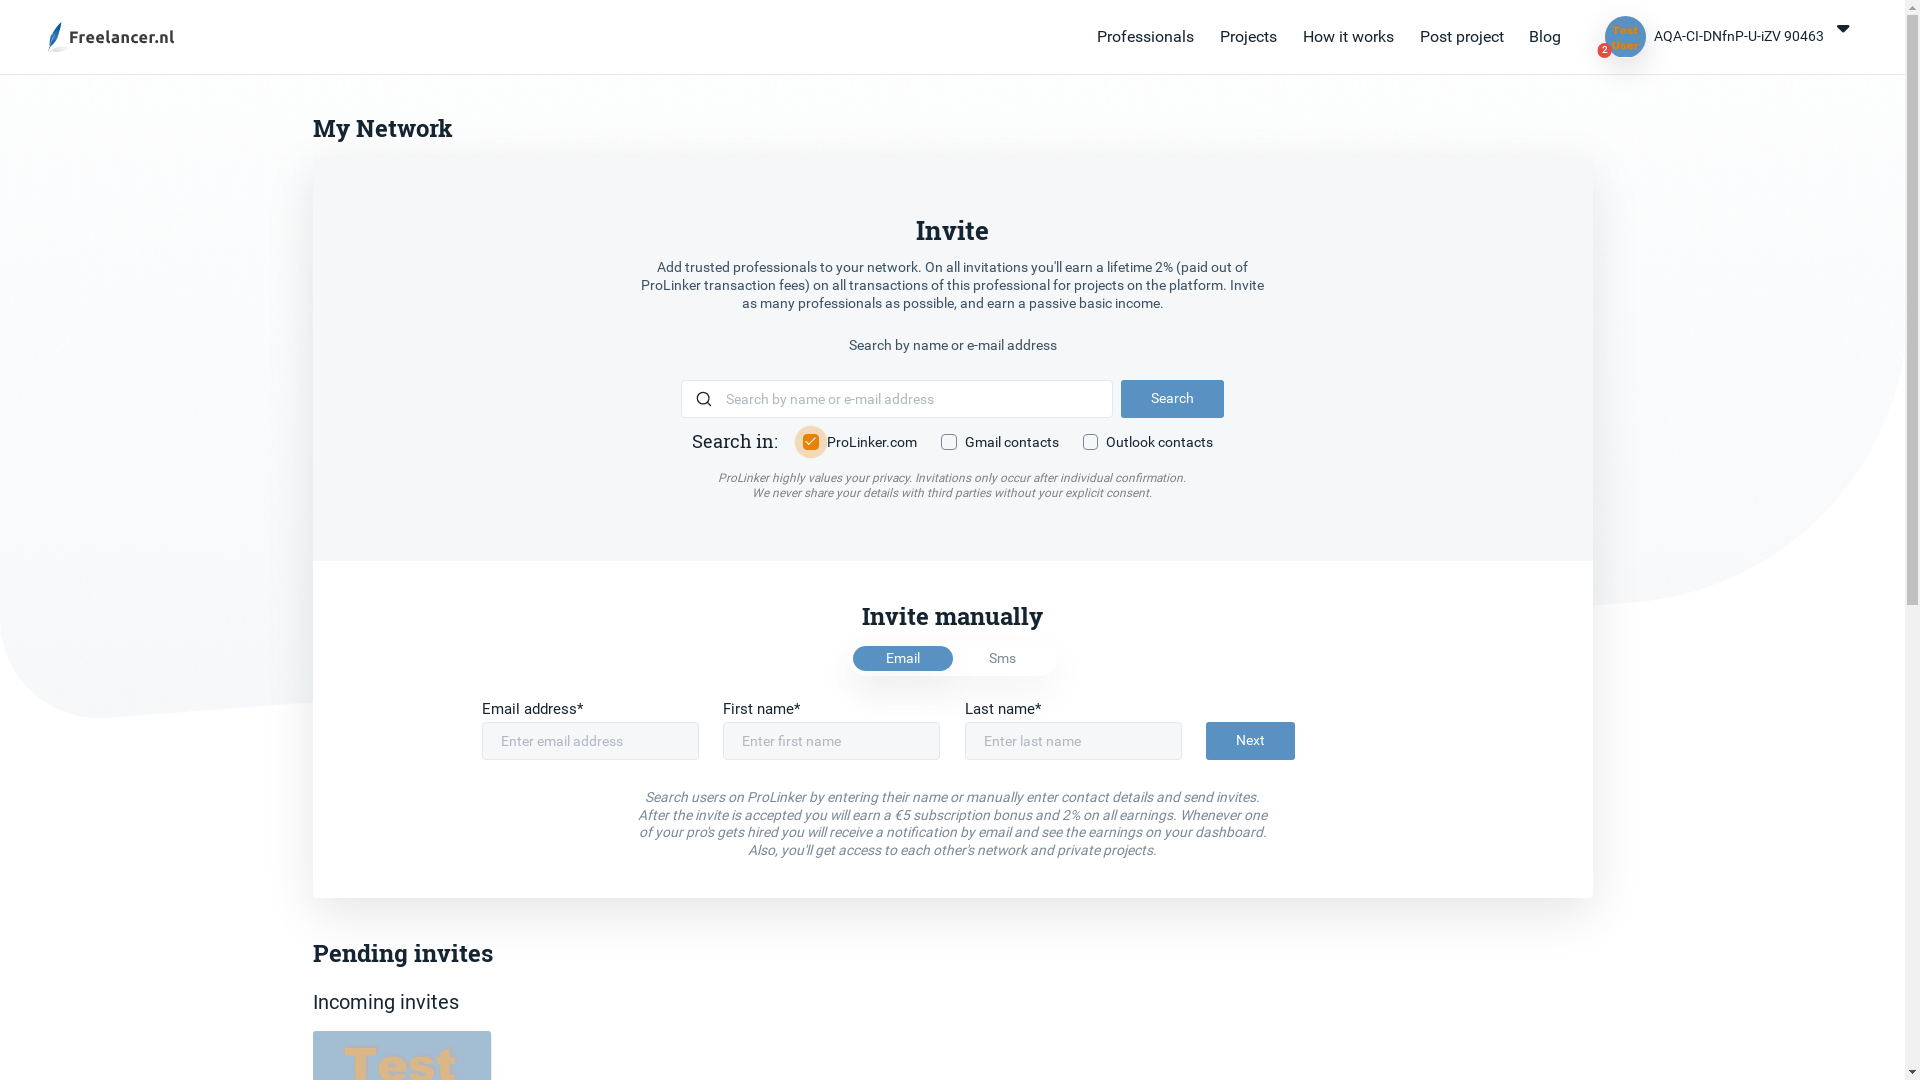 Freelancer.nl
Professionals
Projects
How it works
Post project
Blog
Test
User
2
AQA-CI-DNfnP-U-iZV 90463
My Network
Invite
Add trusted professionals to your network. On all invitations you'll earn a lifetime 2% (paid out of
ProLinker transaction fees) on all transactions of this professional for projects on the platform. Invite
as many professionals as possible, and earn a passive basic income.
Search by name or e-mail address
Search by name or e-mail address
Search
Search in:
ProLinker.com
Gmail contacts
Outlook contacts
ProLinker highly values your privacy. Invitations only occur after individual confirmation.
We never share your details with third parties without your explicit consent.
Invite manually
Email
Sms
Email address*
First name*
Last name*
Enter email address
Enter first name
Enter last name
Next
Search users on ProLinker by entering their name or manually enter contact details and send invites.
After the invite is accepted you will earn a €5 subscription bonus and 2% on all earnings. Whenever one
of your pro's gets hired you will receive a notification by email and see the earnings on your dashboard.
Also, you'll get access to each other's network and private projects.
Pending invites
Incoming invites
Test